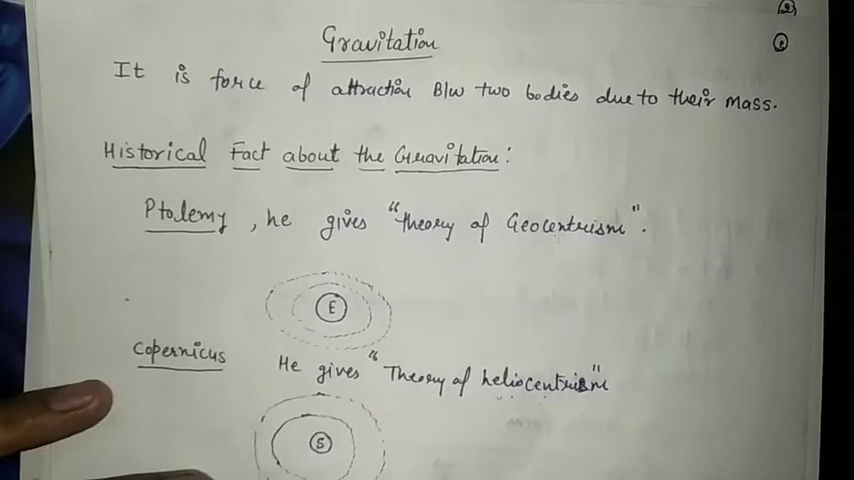 Gravitation
It is force of attraction B/w two bodies due to their Mass.
Historical Fact about the Gravitation:
Ptolemy, he gives "theory of Geocentrism".
E
Copernicus He gives "Theory of heliocentrism"
S